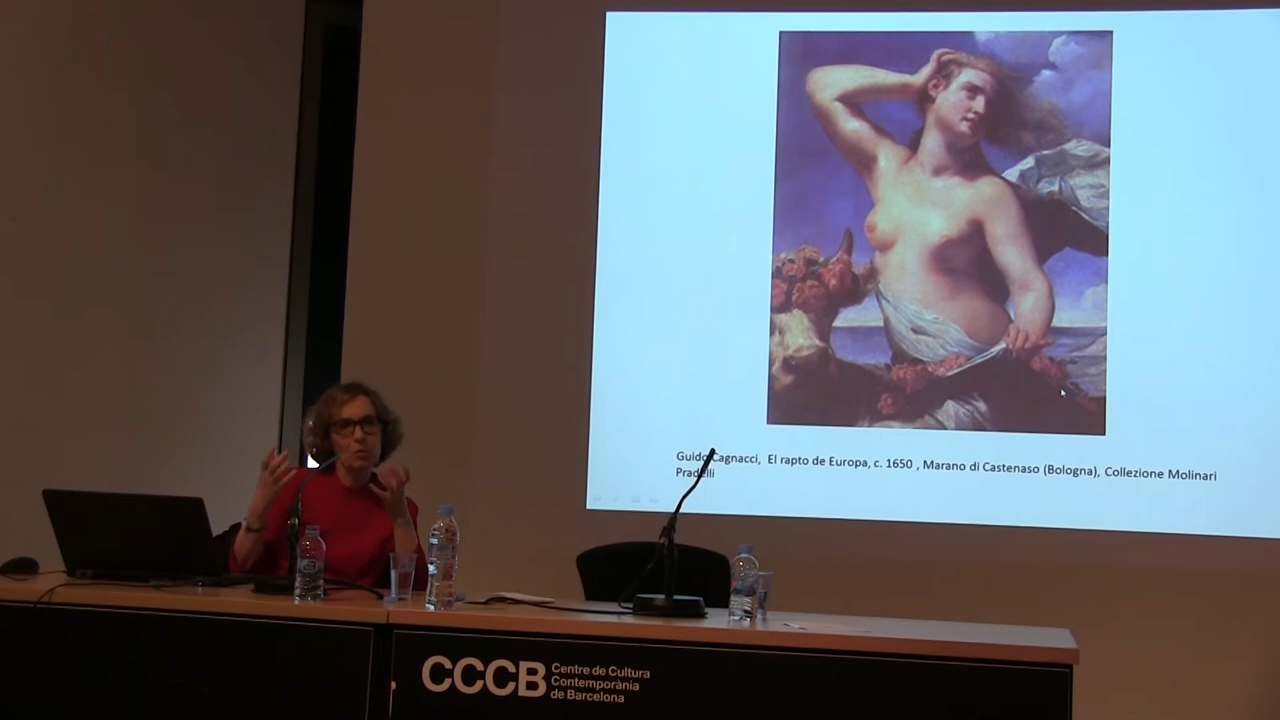 Guido Cagnacci, El rapto de Europa, c. 1650 , Marano di Castenaso (Bologna), Collezione Molinari
Pradelli
CCCB
Centre de Cultura
Contemporània
de Barcelona